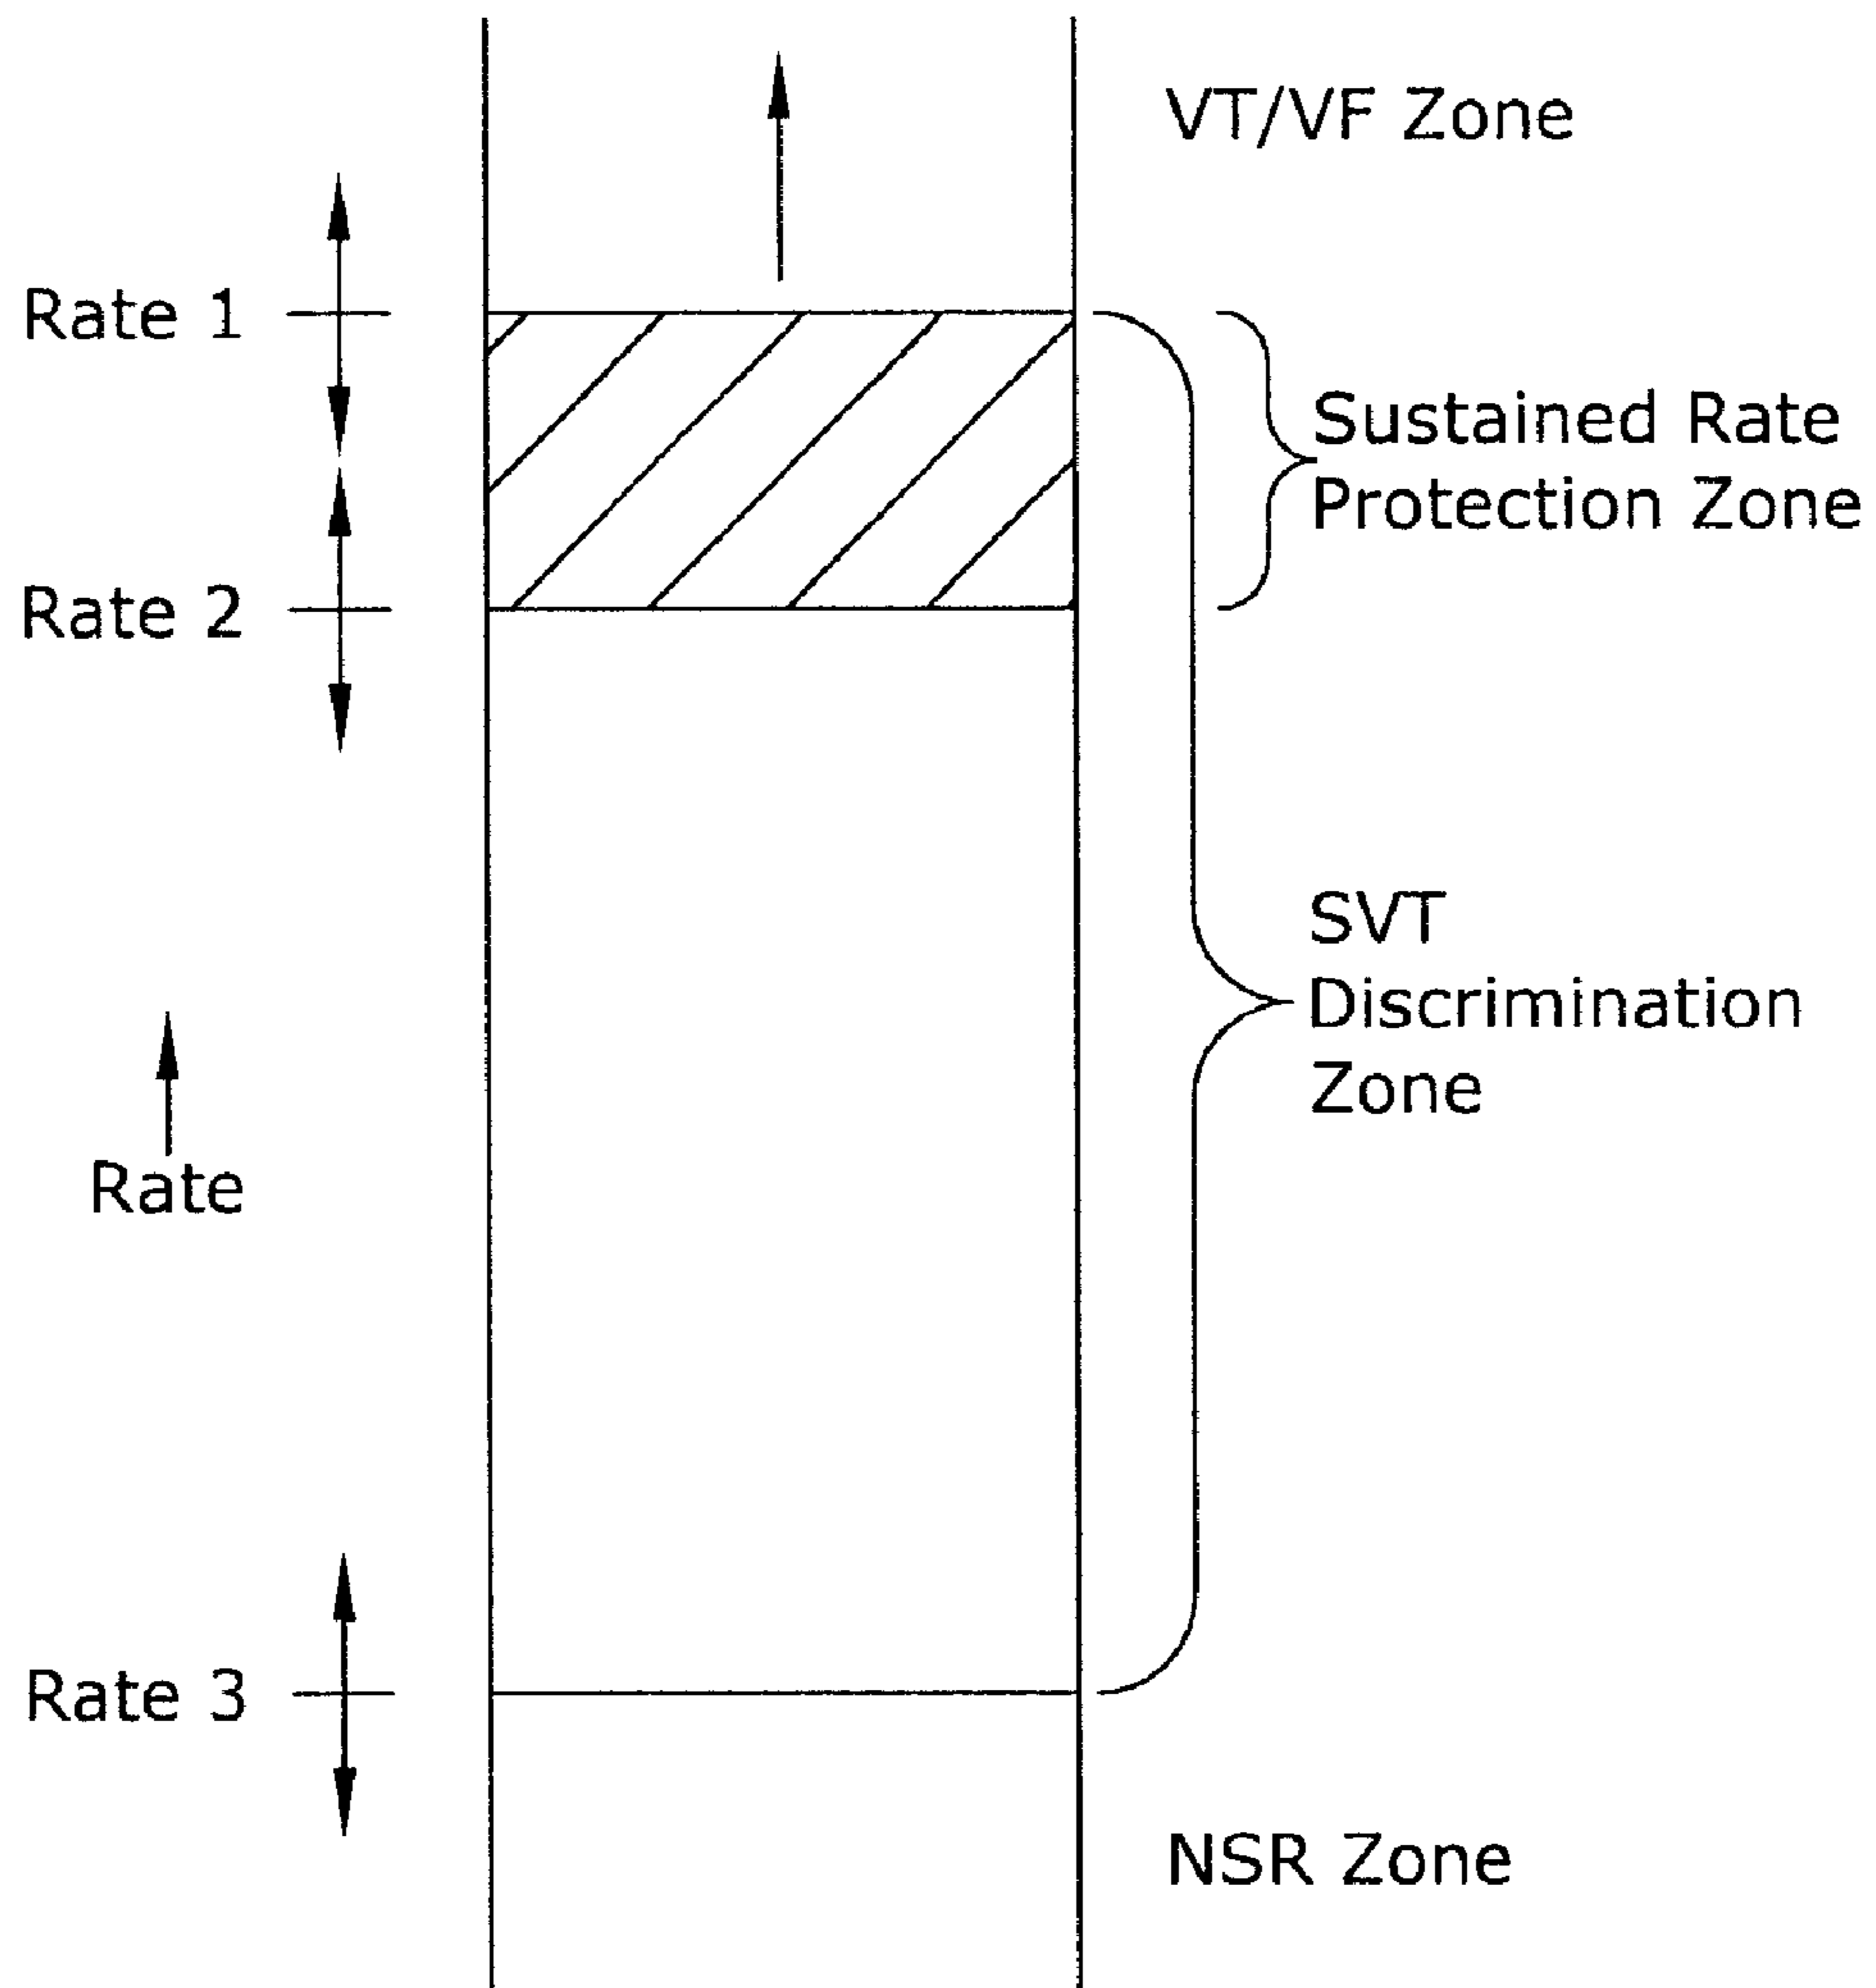 VT/VF Zone
Rate 1
Sustained Rate
Protection Zone
Rate 2
SVT
Discrimination
Zone
Rate
Rate 3
NSR Zone